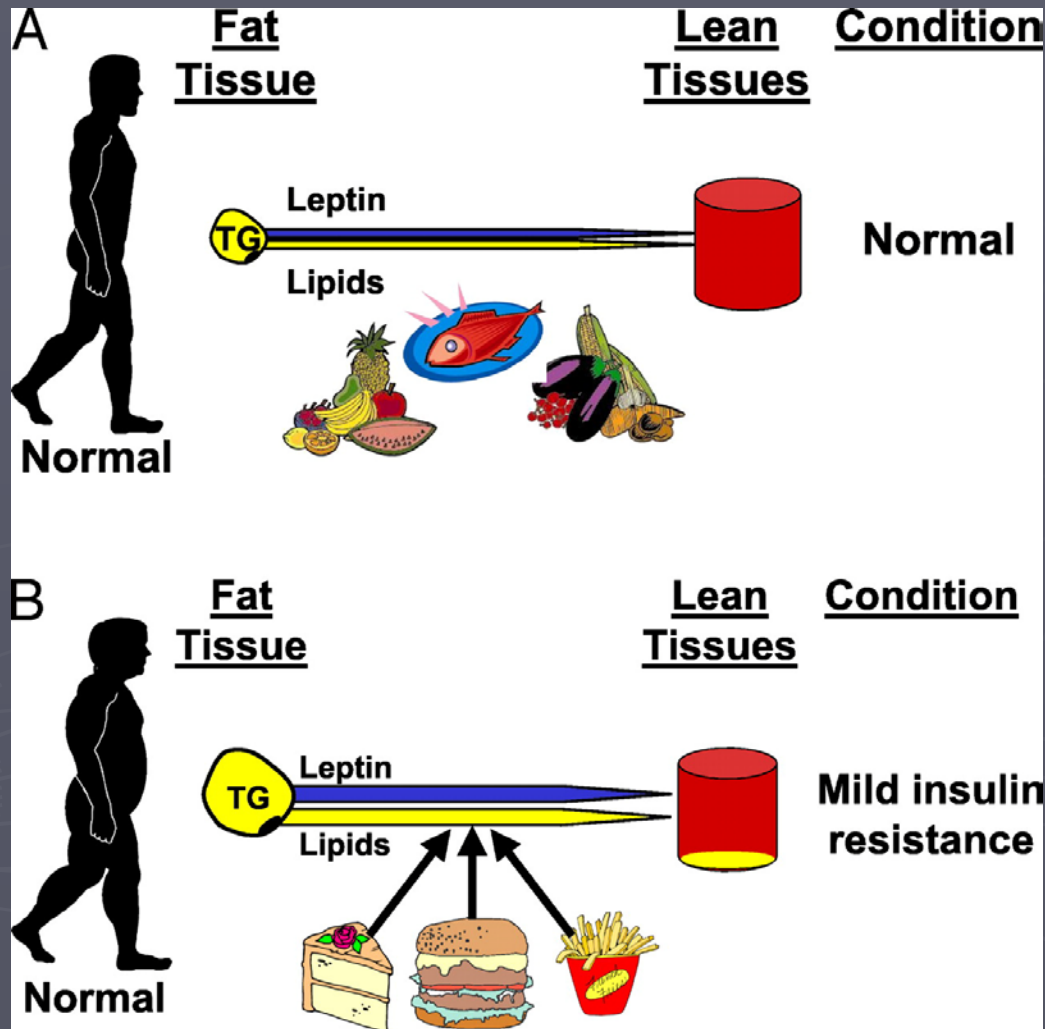 A
Fat
Tissue
Lean
Tissues
Condition
Leptin
TG
Lipids
Normal
Normal
B
Fat
Tissue
Lean
Tissues
Condition
Leptin
TG
Lipids
Mild insulin
resistance
Normal